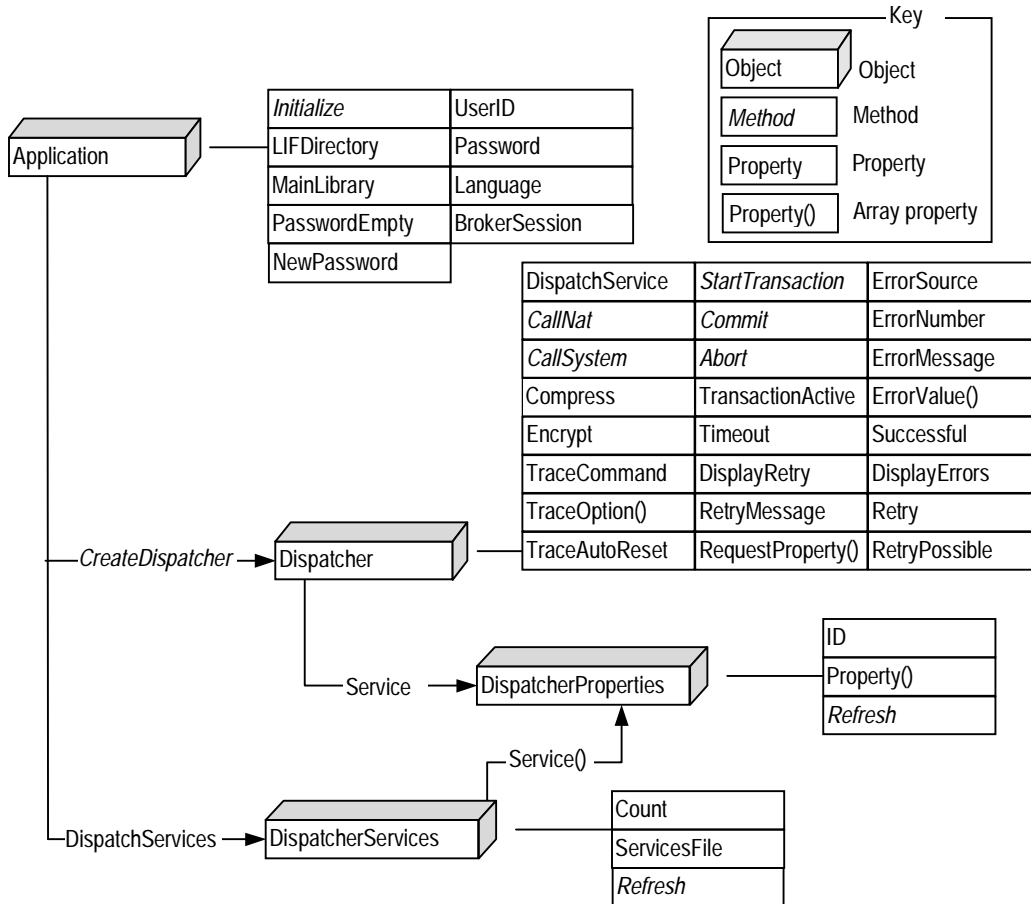 Key
Object
Object
Method
Method
Property
Property
Property()
Array property
Application
Initialize UserID
LIFDirectory Password
MainLibrary Language
PasswordEmpty BrokerSession
NewPassword
DispatchService StartTransaction ErrorSource
CallNat Commit ErrorNumber
CallSystem Abort ErrorMessage
Compress TransactionActive ErrorValue()
Encrypt Timeout Successful
TraceCommand DisplayRetry DisplayErrors
TraceOption() RetryMessage Retry
TraceAutoReset RequestProperty() RetryPossible
CreateDispatcher
Dispatcher
Service
DispatcherProperties
ID
Property()
Refresh
Service()
DispatchServices
DispatcherServices
Count
ServicesFile
Refresh